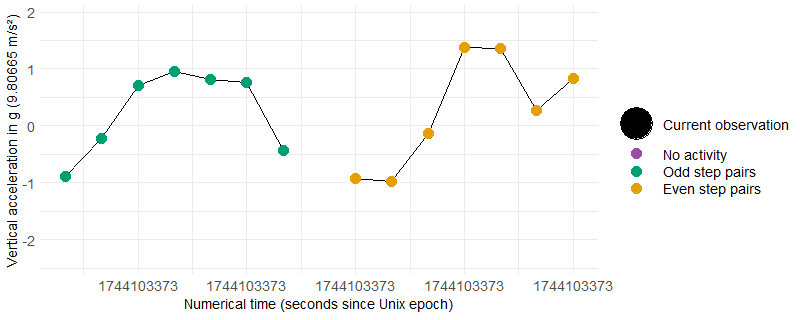 Vertical acceleration in g (9.80665 m/s²)
2
1
0
-1
-2
1744103373 1744103373 1744103373 1744103373 1744103373
Numerical time (seconds since Unix epoch)
Current observation
No activity
Odd step pairs
Even step pairs